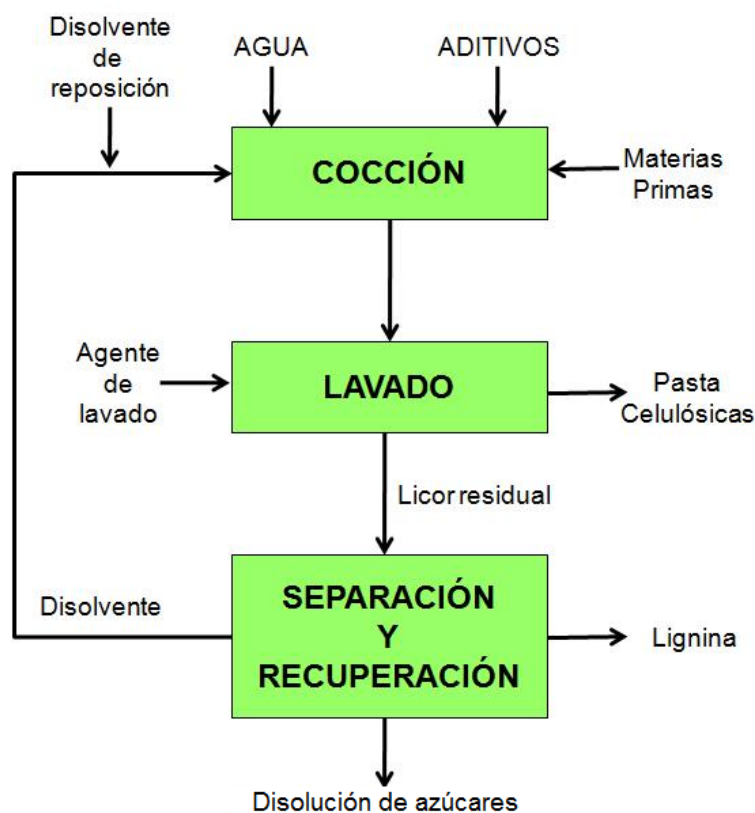 Disolvente
de
reposición
AGUA
ADITIVOS
COCCIÓN
Materias
Primas
Agente
de
lavado
LAVADO
Pasta
Celulósicas
Licor residual
SEPARACIÓN
Y
RECUPERACIÓN
Disolvente
Lignina
Disolución de azúcares